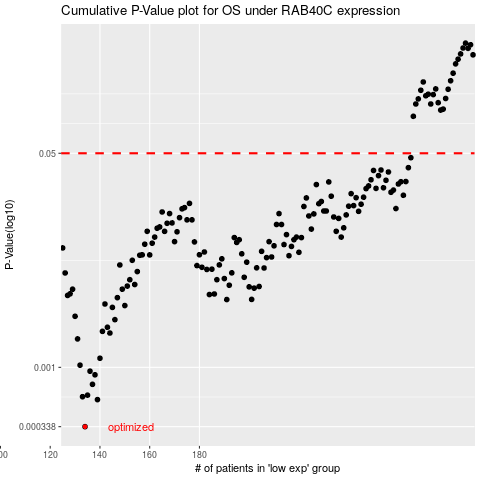 Cumulative P-Value plot for OS under RAB40C expression
P-Value(log10)
0.05
0.001
0.000338
optimized
00 120 140 160 180
# of patients in 'low exp' group